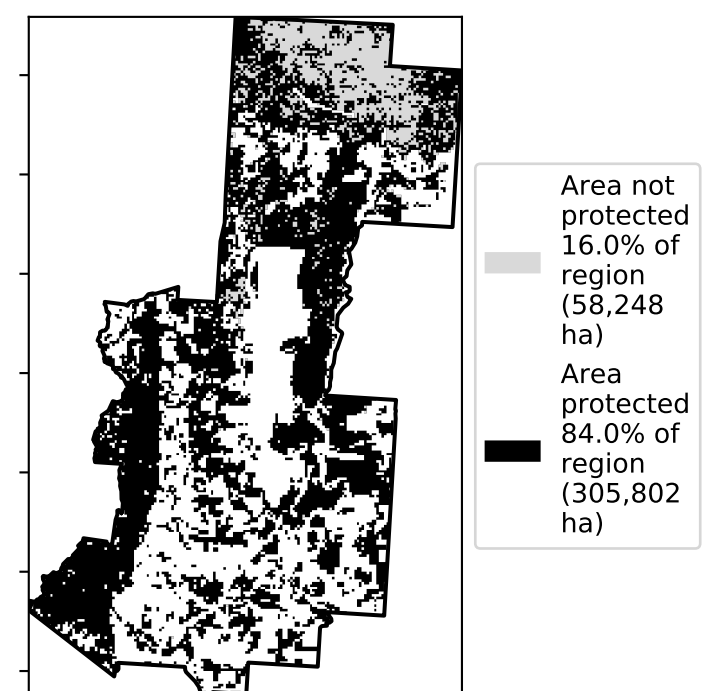 Area not
protected
16.0% of
region
(58,248
ha)
Area
protected
84.0% of
region
(305,802
ha)